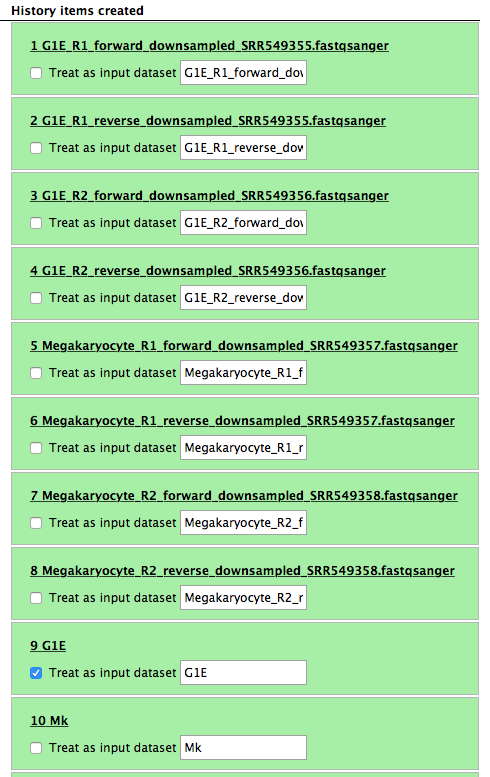 History items created
1 G1E_R1_forward_downsampled_SRR549355.fastqsanger
Treat as input dataset G1E_R1_forward_dov
2 G1E_R1_reverse_downsampled_SRR549355.fastqsanger
Treat as input dataset G1E_R1_reverse_dow
3 G1E_R2_forward_downsampled_SRR549356.fastqsanger
Treat as input dataset G1E_R2_forward_dov
4 G1E_R2_reverse_downsampled_SRR549356.fastqsanger
Treat as input dataset G1E_R2_reverse_dow
5 Megakaryocyte_R1_forward_downsampled_SRR549357.fastqsanger
Treat as input dataset Megakaryocyte_R1_f
6 Megakaryocyte_R1_reverse_downsampled_SRR549357.fastqsanger
Treat as input dataset Megakaryocyte_R1_r
7 Megakaryocyte_R2_forward_downsampled_SRR549358.fastqsanger
Treat as input dataset Megakaryocyte_R2_f
8 Megakaryocyte_R2_reverse_downsampled_SRR549358.fastqsanger
Treat as input dataset Megakaryocyte_R2_r
9 G1E
Treat as input dataset G1E
10 Mk
Treat as input dataset Mk